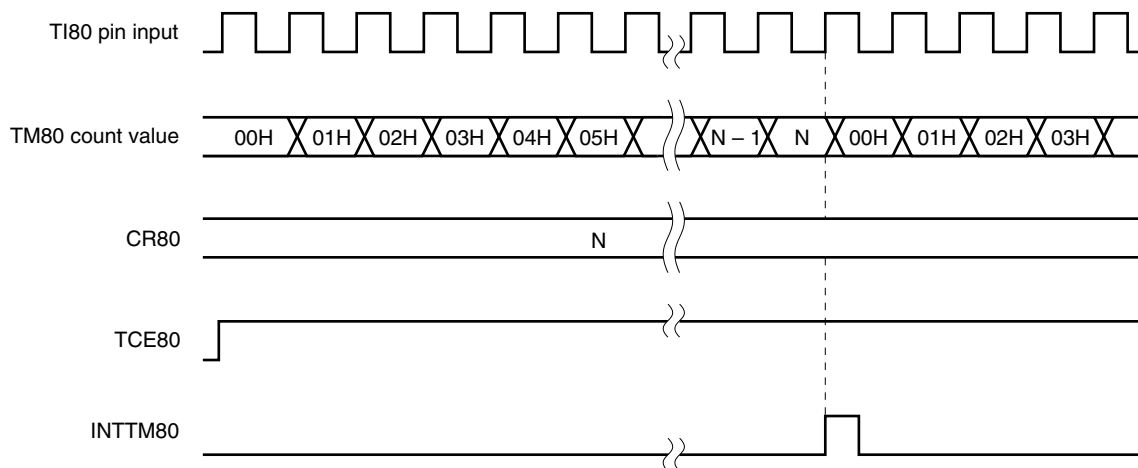 TI80 pin input
TM80 count value
00H 01H 02H 03H 04H 05H N – 1 N 00H 01H 02H 03H
CR80
N
TCE80
INTTM80